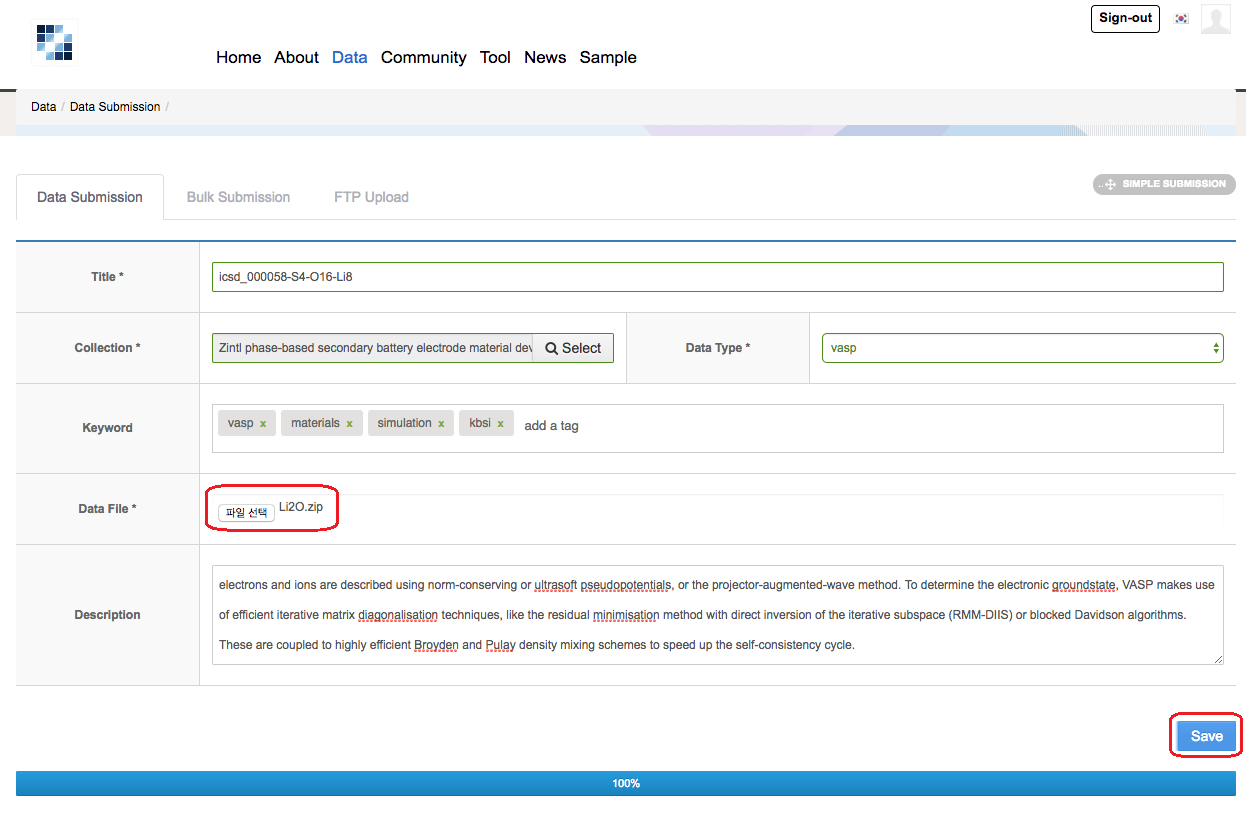 Sign-out
Home About Data Community Tool News Sample
Data / Data Submission /
Data Submission Bulk Submission FTP Upload
SIMPLE SUBMISSION
Title * icsd_000058-S4-O16-Li8
Collection * Zintl phase-based secondary battery electrode material dev Select Data Type * vasp
Keyword vasp x materials x simulation x kbsi x add a tag
Data File * 파일 선택 Li2O.zip
Description
electrons and ions are described using norm-conserving or ultrasoft pseudopotentials, or the projector-augmented-wave method. To determine the electronic groundstate, VASP makes use
of efficient iterative matrix diagonalisation techniques, like the residual minimisation method with direct inversion of the iterative subspace (RMM-DIIS) or blocked Davidson algorithms.
These are coupled to highly efficient Broyden and Pulay density mixing schemes to speed up the self-consistency cycle.
Save
100%